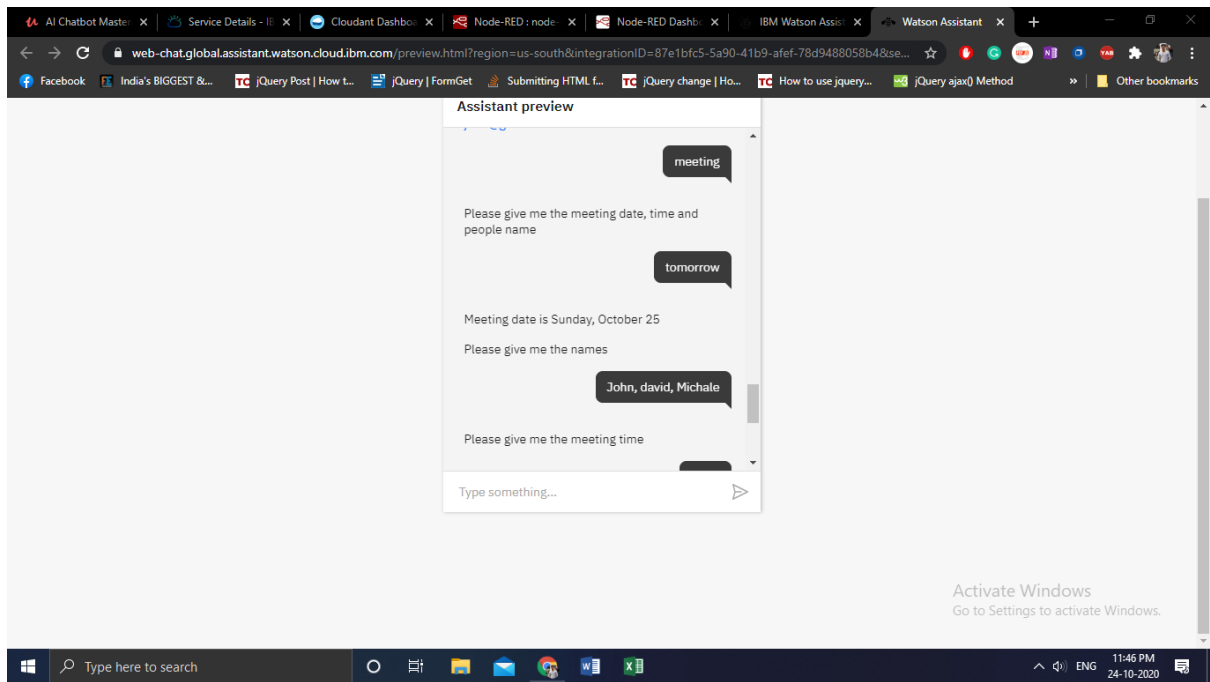 AI Chatbot Master
Service Details - IB
Cloudant Dashboa
Node-RED : node-
Node-RED Dashbo
IBM Watson Assist
Watson Assistant
web-chat.global.assistant.watson.cloud.ibm.com/preview.html?region=us-south&integrationID=87e1bfc5-5a90-41b9-afef-78d9488058b4&se...
Facebook
India's BIGGEST &...
TC jQuery Post | How t...
jQuery | FormGet
Submitting HTML f...
TC jQuery change | Ho...
TC How to use jquery...
jQuery ajax() Method
»
Other bookmarks
Assistant preview
meeting
Please give me the meeting date, time and
people name
tomorrow
Meeting date is Sunday, October 25
Please give me the names
John, david, Michale
Please give me the meeting time
Type something...
Activate Windows
Go to Settings to activate Windows.
Type here to search
ENG
11:46 PM
24-10-2020